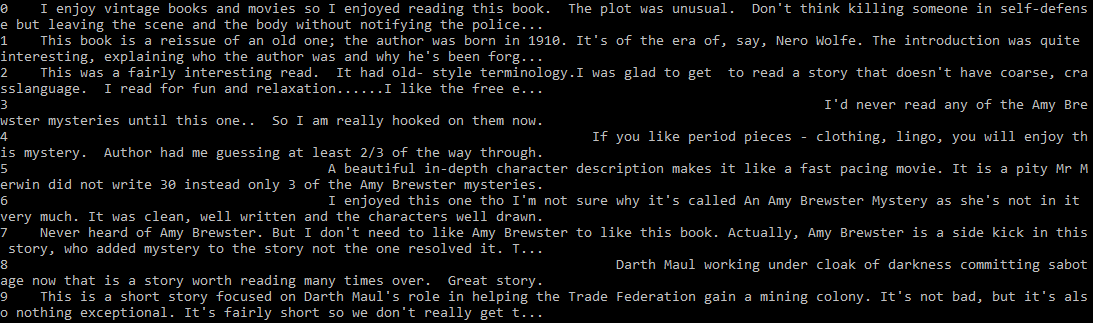 0    I enjoy vintage books and movies so I enjoyed reading this book.  The plot was unusual.  Don't think killing someone in self-defens
e but leaving the scene and the body without notifying the police...
1    This book is a reissue of an old one; the author was born in 1910. It's of the era of, say, Nero Wolfe. The introduction was quite
interesting, explaining who the author was and why he's been forg...
2    This was a fairly interesting read.  It had old- style terminology.I was glad to get  to read a story that doesn't have coarse, cra
sslanguage.  I read for fun and relaxation......I like the free e...
3    I'd never read any of the Amy Bre
wster mysteries until this one..  So I am really hooked on them now.
4    If you like period pieces - clothing, lingo, you will enjoy th
is mystery.  Author had me guessing at least 2/3 of the way through.
5    A beautiful in-depth character description makes it like a fast pacing movie. It is a pity Mr M
erwin did not write 30 instead only 3 of the Amy Brewster mysteries.
6    I enjoyed this one tho I'm not sure why it's called An Amy Brewster Mystery as she's not in it
very much. It was clean, well written and the characters well drawn.
7    Never heard of Amy Brewster. But I don't need to like Amy Brewster to like this book. Actually, Amy Brewster is a side kick in this
story, who added mystery to the story not the one resolved it. T...
8    Darth Maul working under cloak of darkness committing sabot
age now that is a story worth reading many times over.  Great story.
9    This is a short story focused on Darth Maul's role in helping the Trade Federation gain a mining colony. It's not bad, but it's als
o nothing exceptional. It's fairly short so we don't really get t...